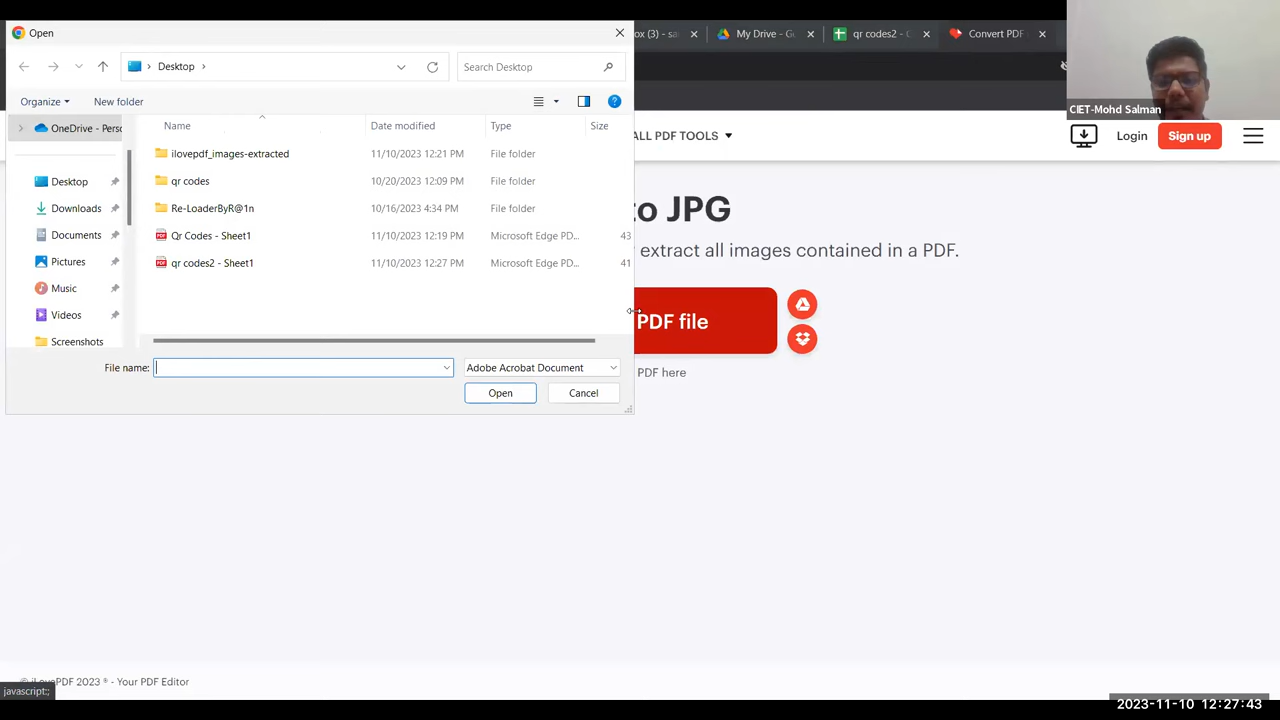 Open
ox (3) - sa
My Drive - Go
qr codes2 - G
Convert PDF
Desktop
Search Desktop
CIET-Mohd Salman
Organize
New folder
OneDrive - Perso
Name
Date modified
Type
Size
ALL PDF TOOLS
Login
Sign up
ilovepdf_images-extracted
11/10/2023 12:21 PM
File folder
Desktop
qr codes
10/20/2023 12:09 PM
File folder
Downloads
Re-LoaderByR@1n
10/16/2023 4:34 PM
File folder
to JPG
Documents
Qr Codes - Sheet1
11/10/2023 12:19 PM
Microsoft Edge PD...
43
extract all images contained in a PDF.
Pictures
qr codes2 - Sheet1
11/10/2023 12:27 PM
Microsoft Edge PD...
41
Music
Videos
PDF file
Screenshots
File name:
Adobe Acrobat Document
PDF here
Open
Cancel
© iLovePDF 2023 ® - Your PDF Editor
javascript:;
2023-11-10 12:27:43